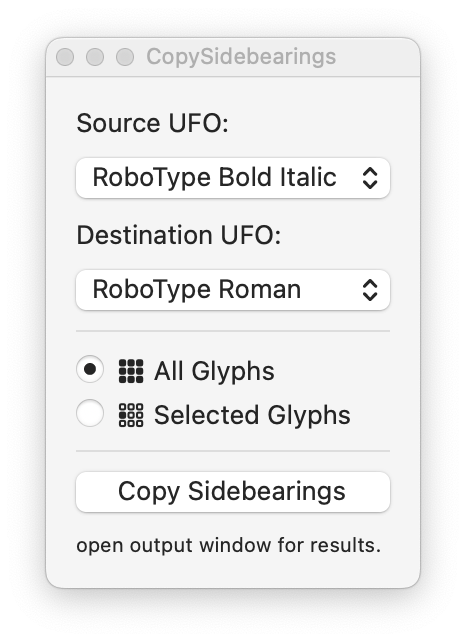 CopySidebearings
Source UFO:
RoboType Bold Italic
Destination UFO:
RoboType Roman
All Glyphs
Selected Glyphs
Copy Sidebearings
open output window for results.